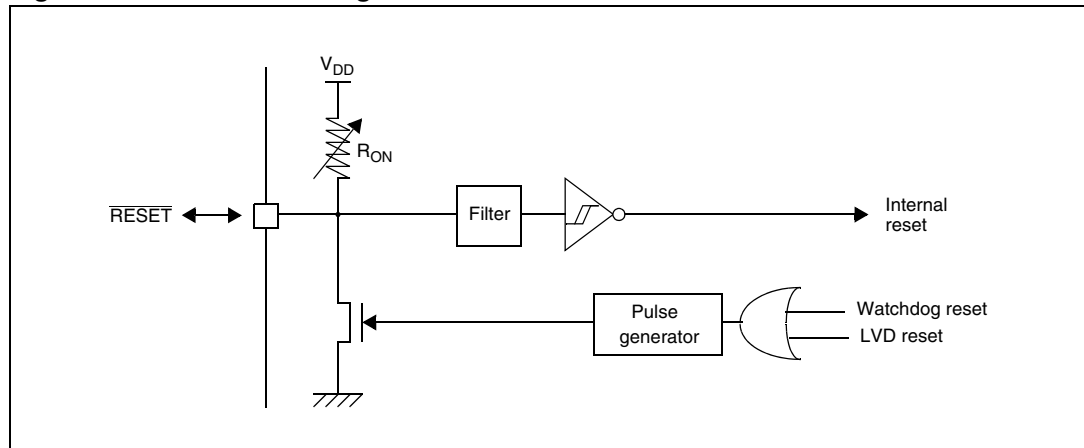 V_DD
R_ON
RESET
Filter
Internal
reset
Pulse
generator
Watchdog reset
LVD reset